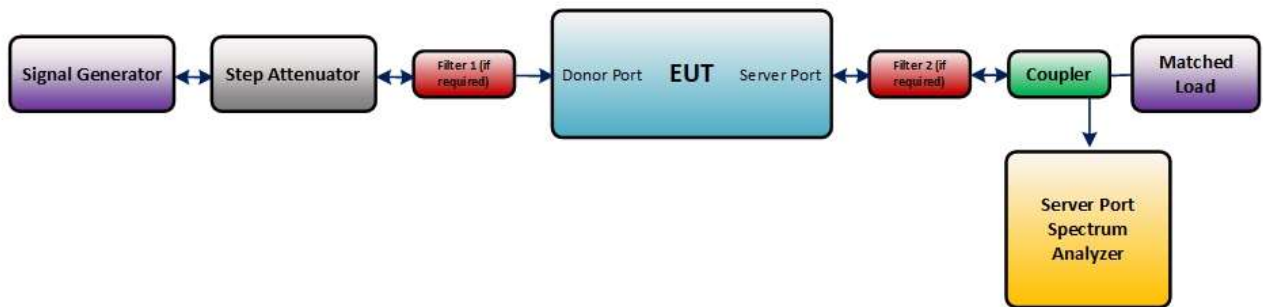 Signal Generator
Step Attenuator
Filter 1 (if
required)
Donor Port
EUT
Server Port
Filter 2 (if
required)
Coupler
Matched
Load
Server Port
Spectrum
Analyzer